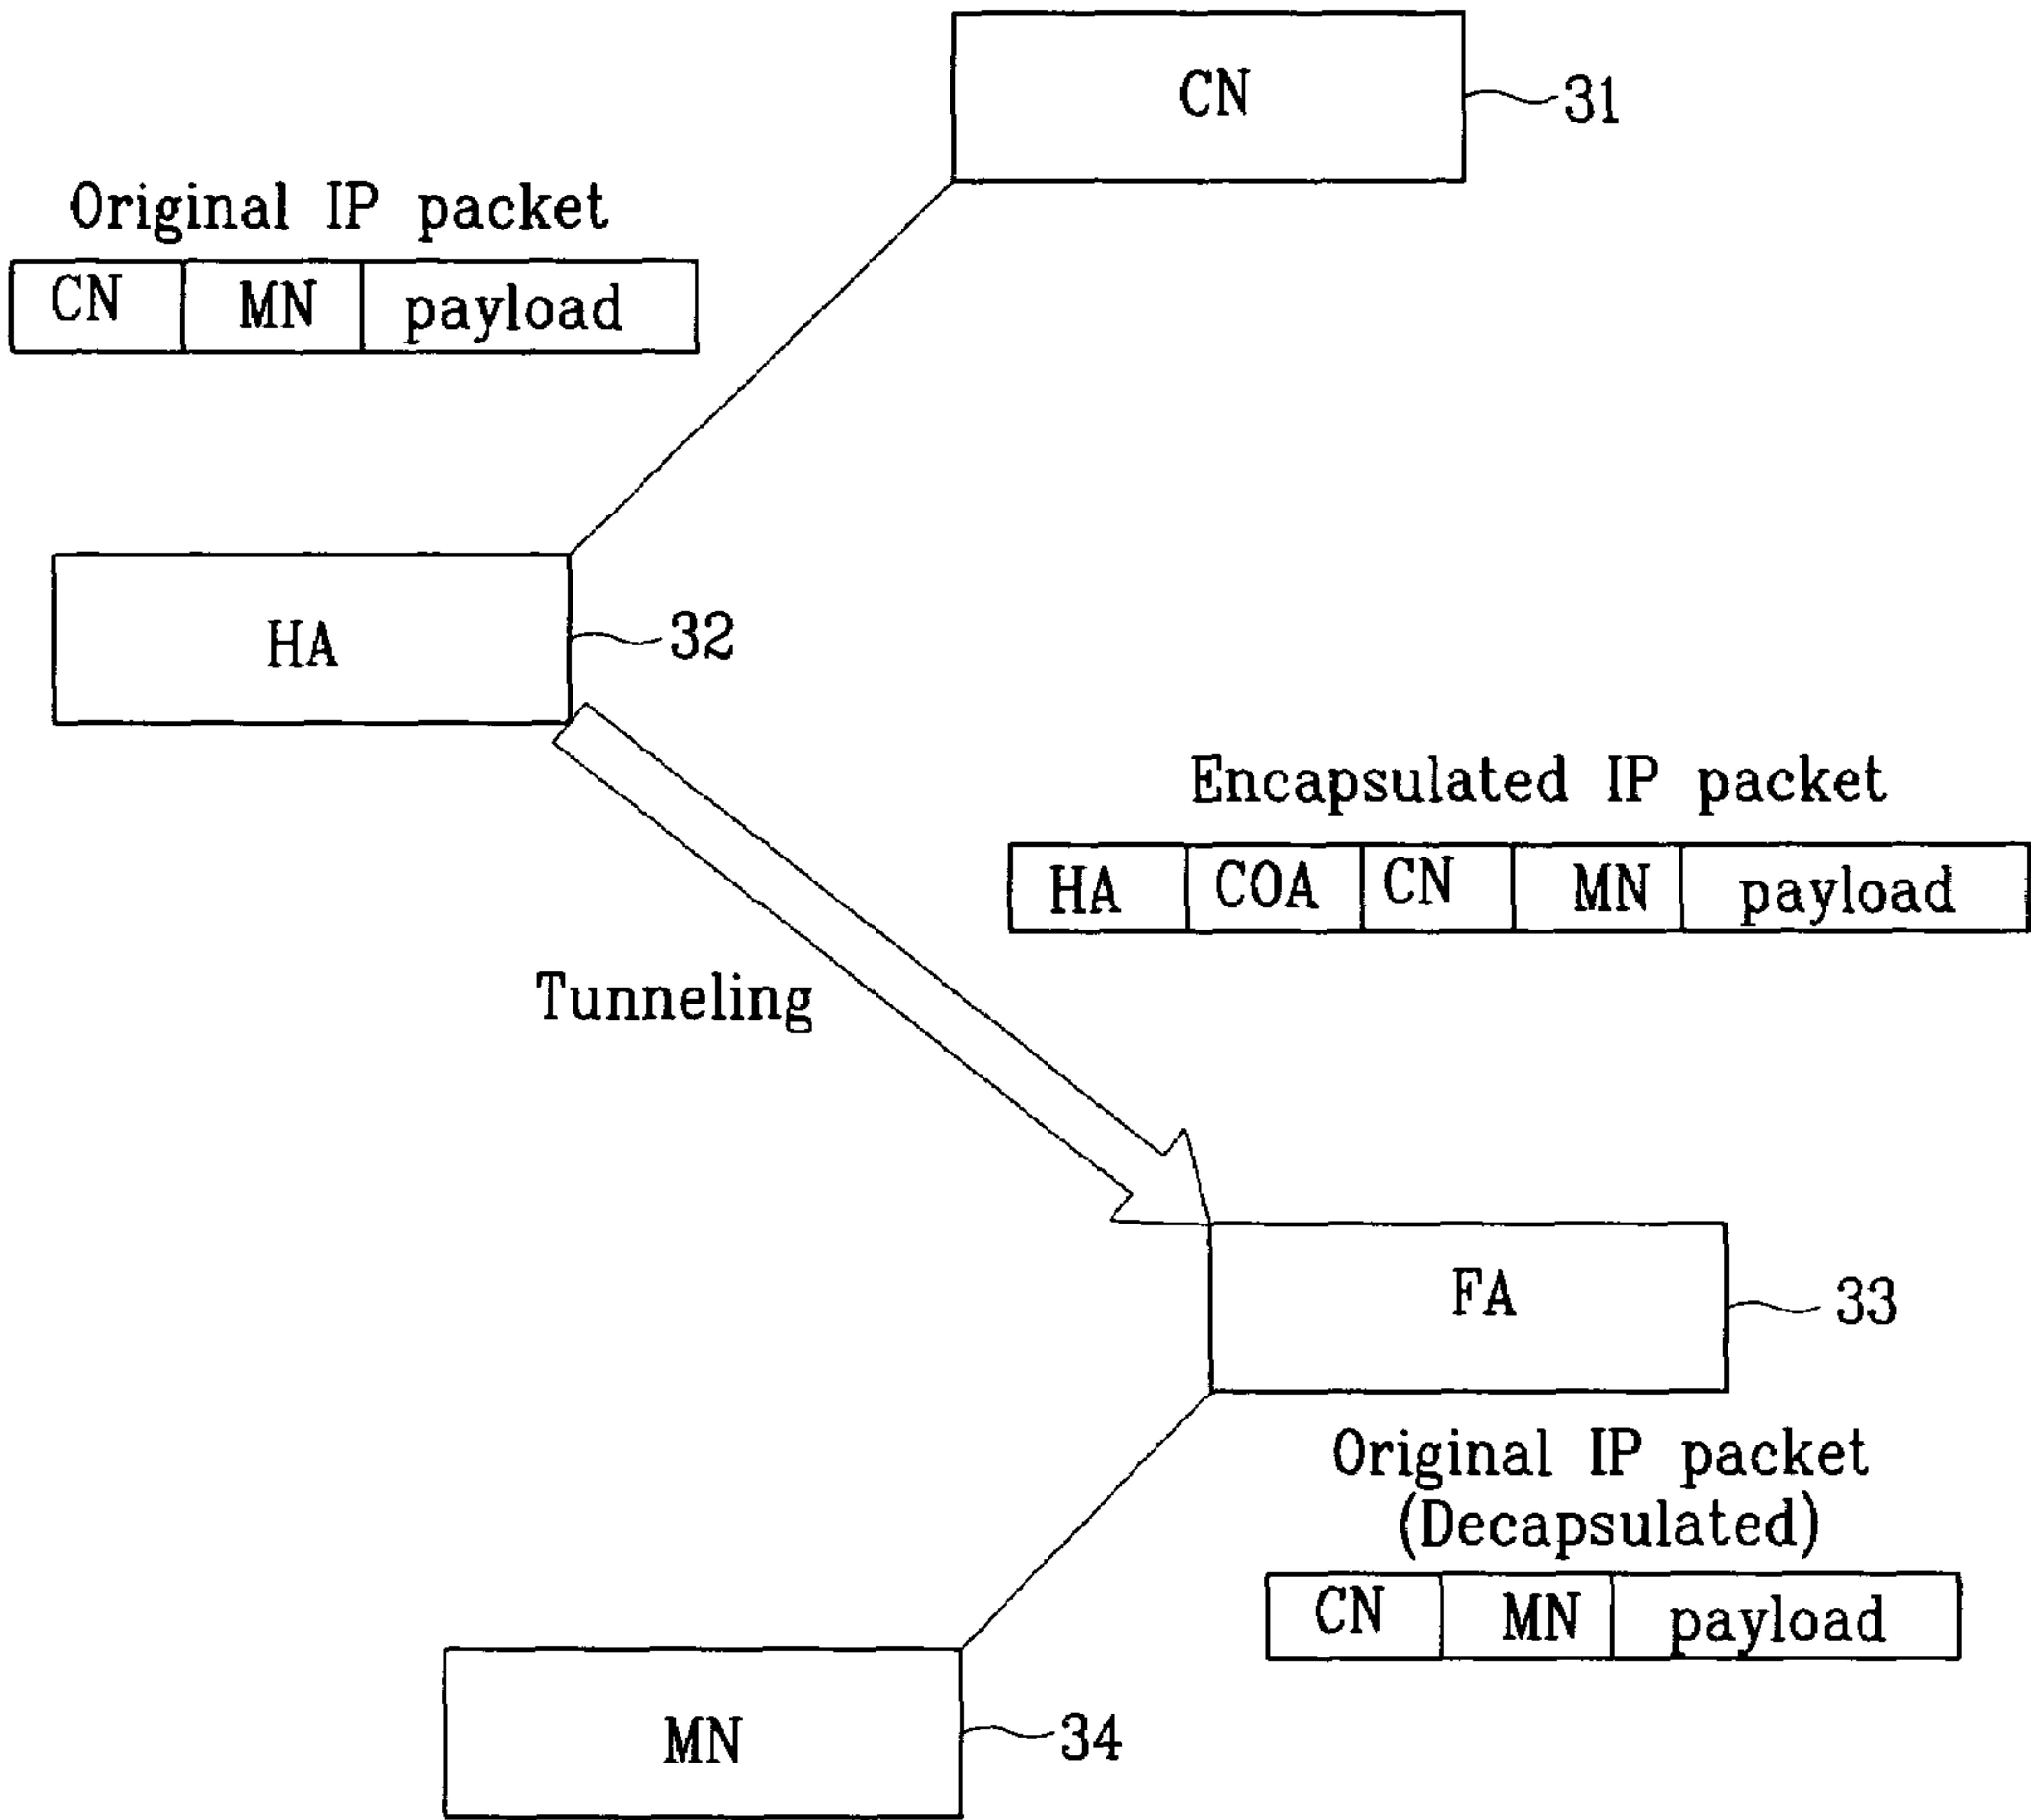 CN
31
Original IP packet
CN MN payload
HA
32
Encapsulated IP packet
HA COA CN MN payload
Tunneling
FA
33
Original IP packet
(Decapsulated)
CN MN payload
MN
34